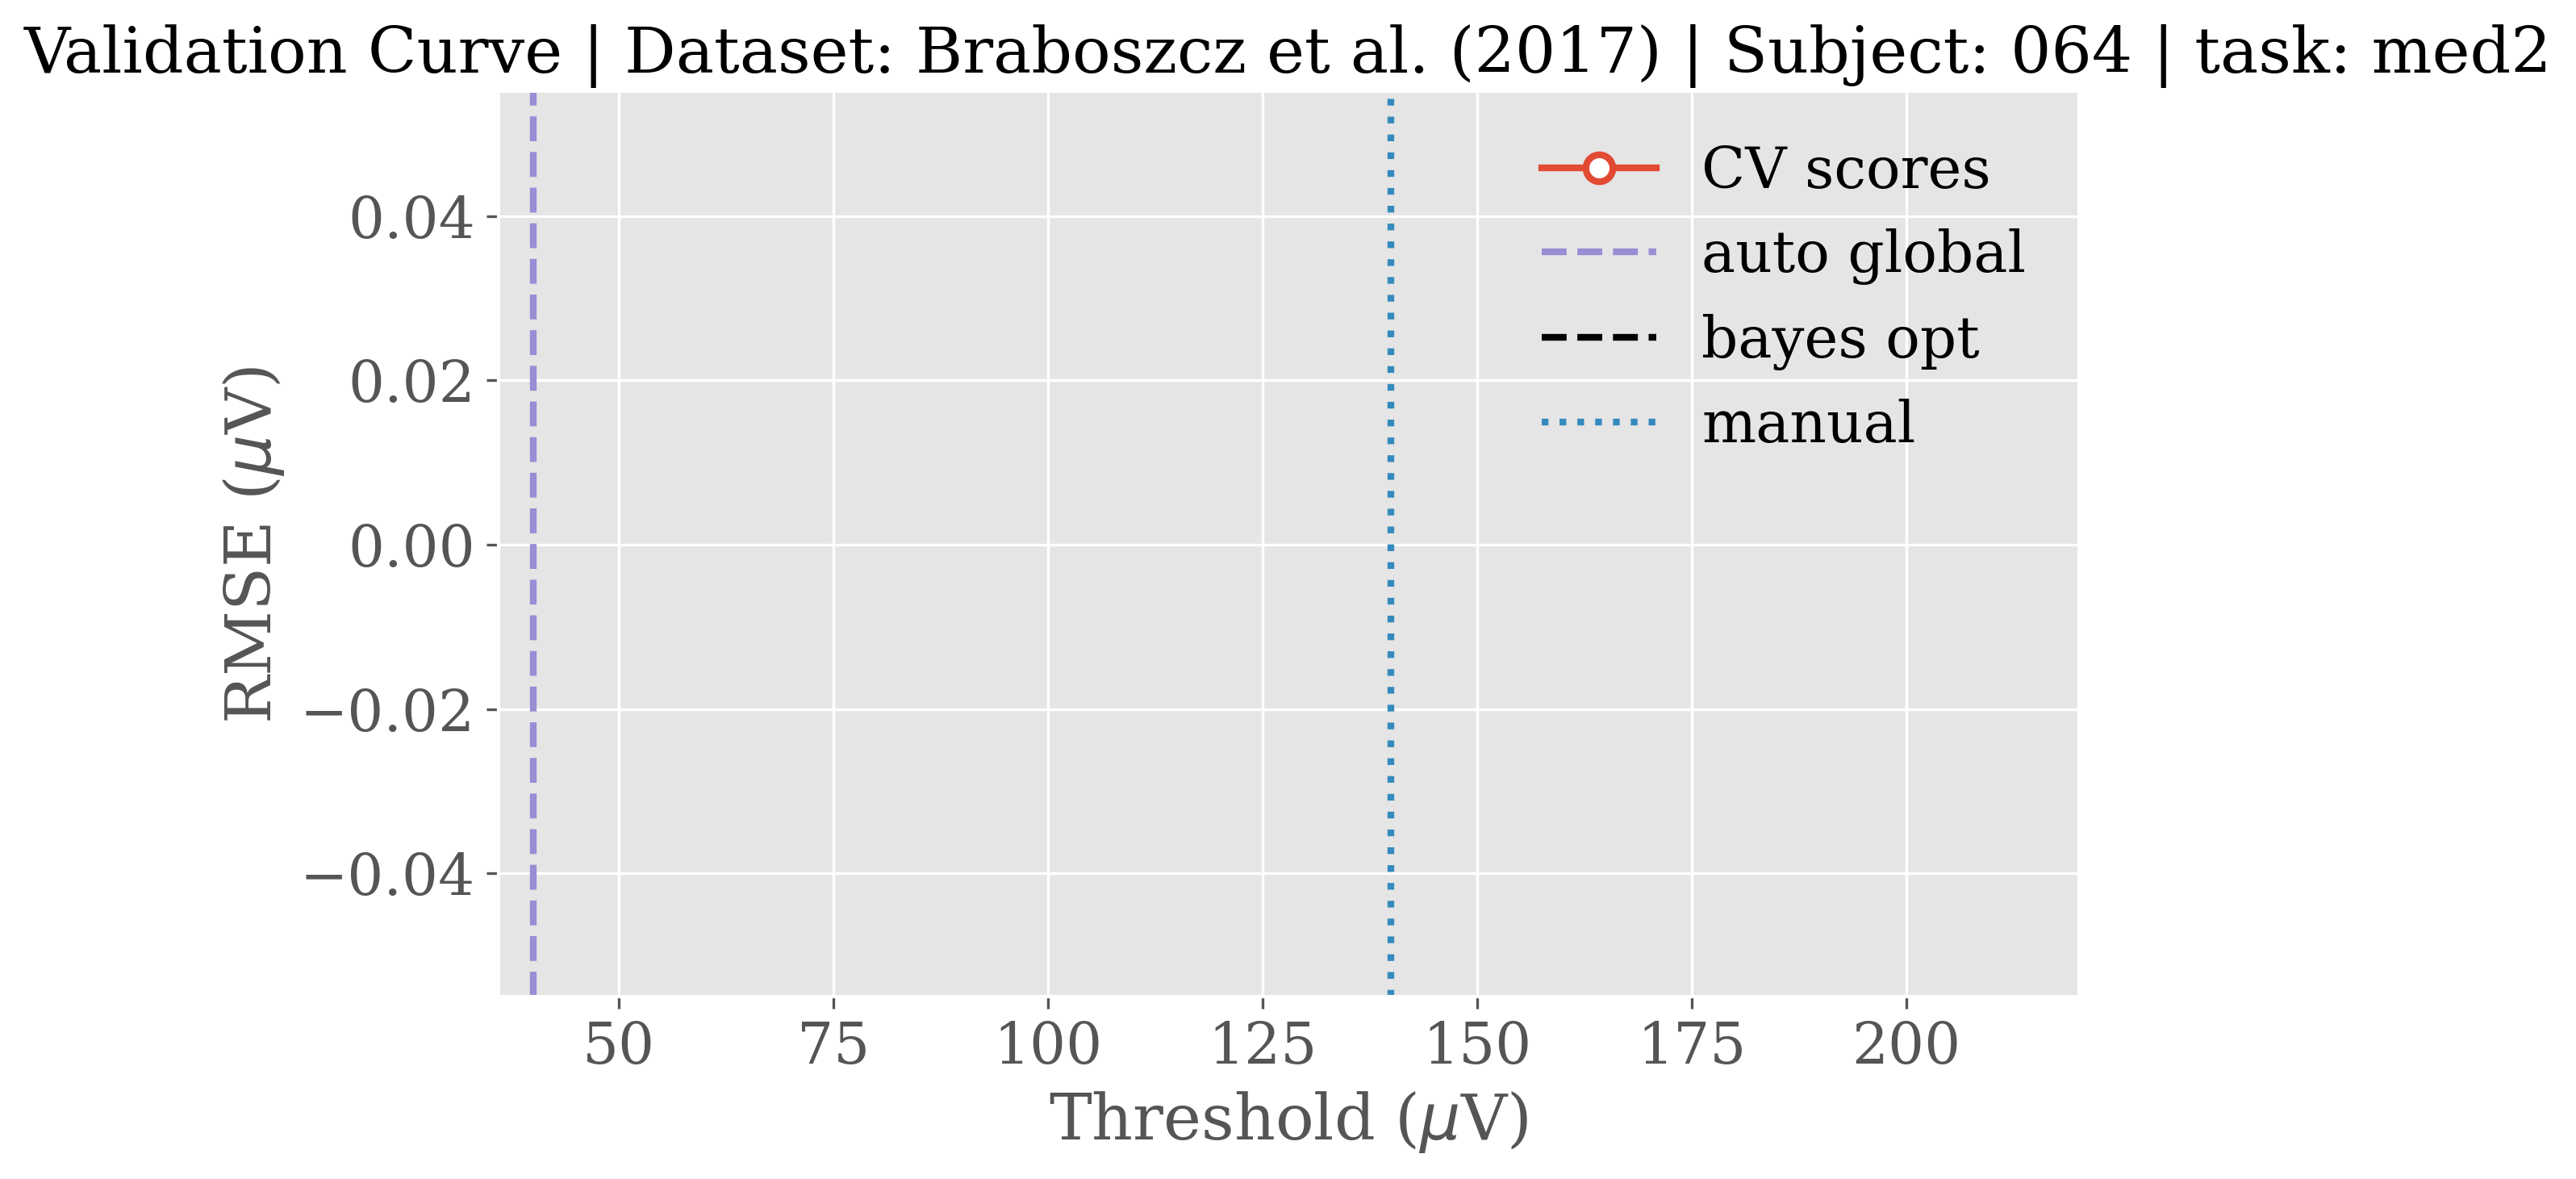 Validation Curve | Dataset: Braboszcz et al. (2017) | Subject: 064 | task: med2
CV scores
auto global
bayes opt
manual
RMSE (μV)
0.04
0.02
0.00
−0.02
−0.04
50 75 100 125 150 175 200
Threshold (μV)